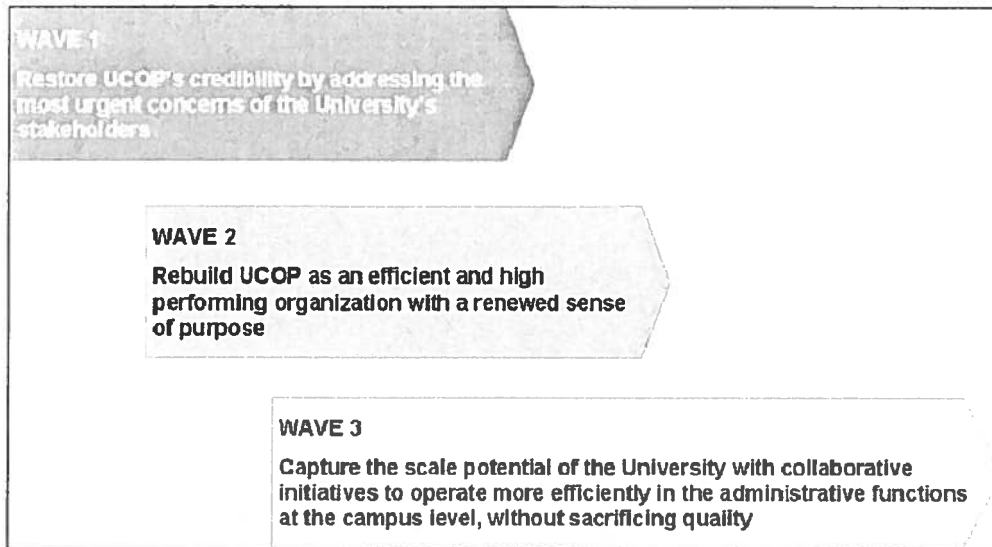 WAVE 1
Restore UCOP's credibility by addressing the
most urgent concerns of the University's
stakeholders
WAVE 2
Rebuild UCOP as an efficient and high
performing organization with a renewed sense
of purpose
WAVE 3
Capture the scale potential of the University with collaborative
initiatives to operate more efficiently in the administrative functions
at the campus level, without sacrificing quality